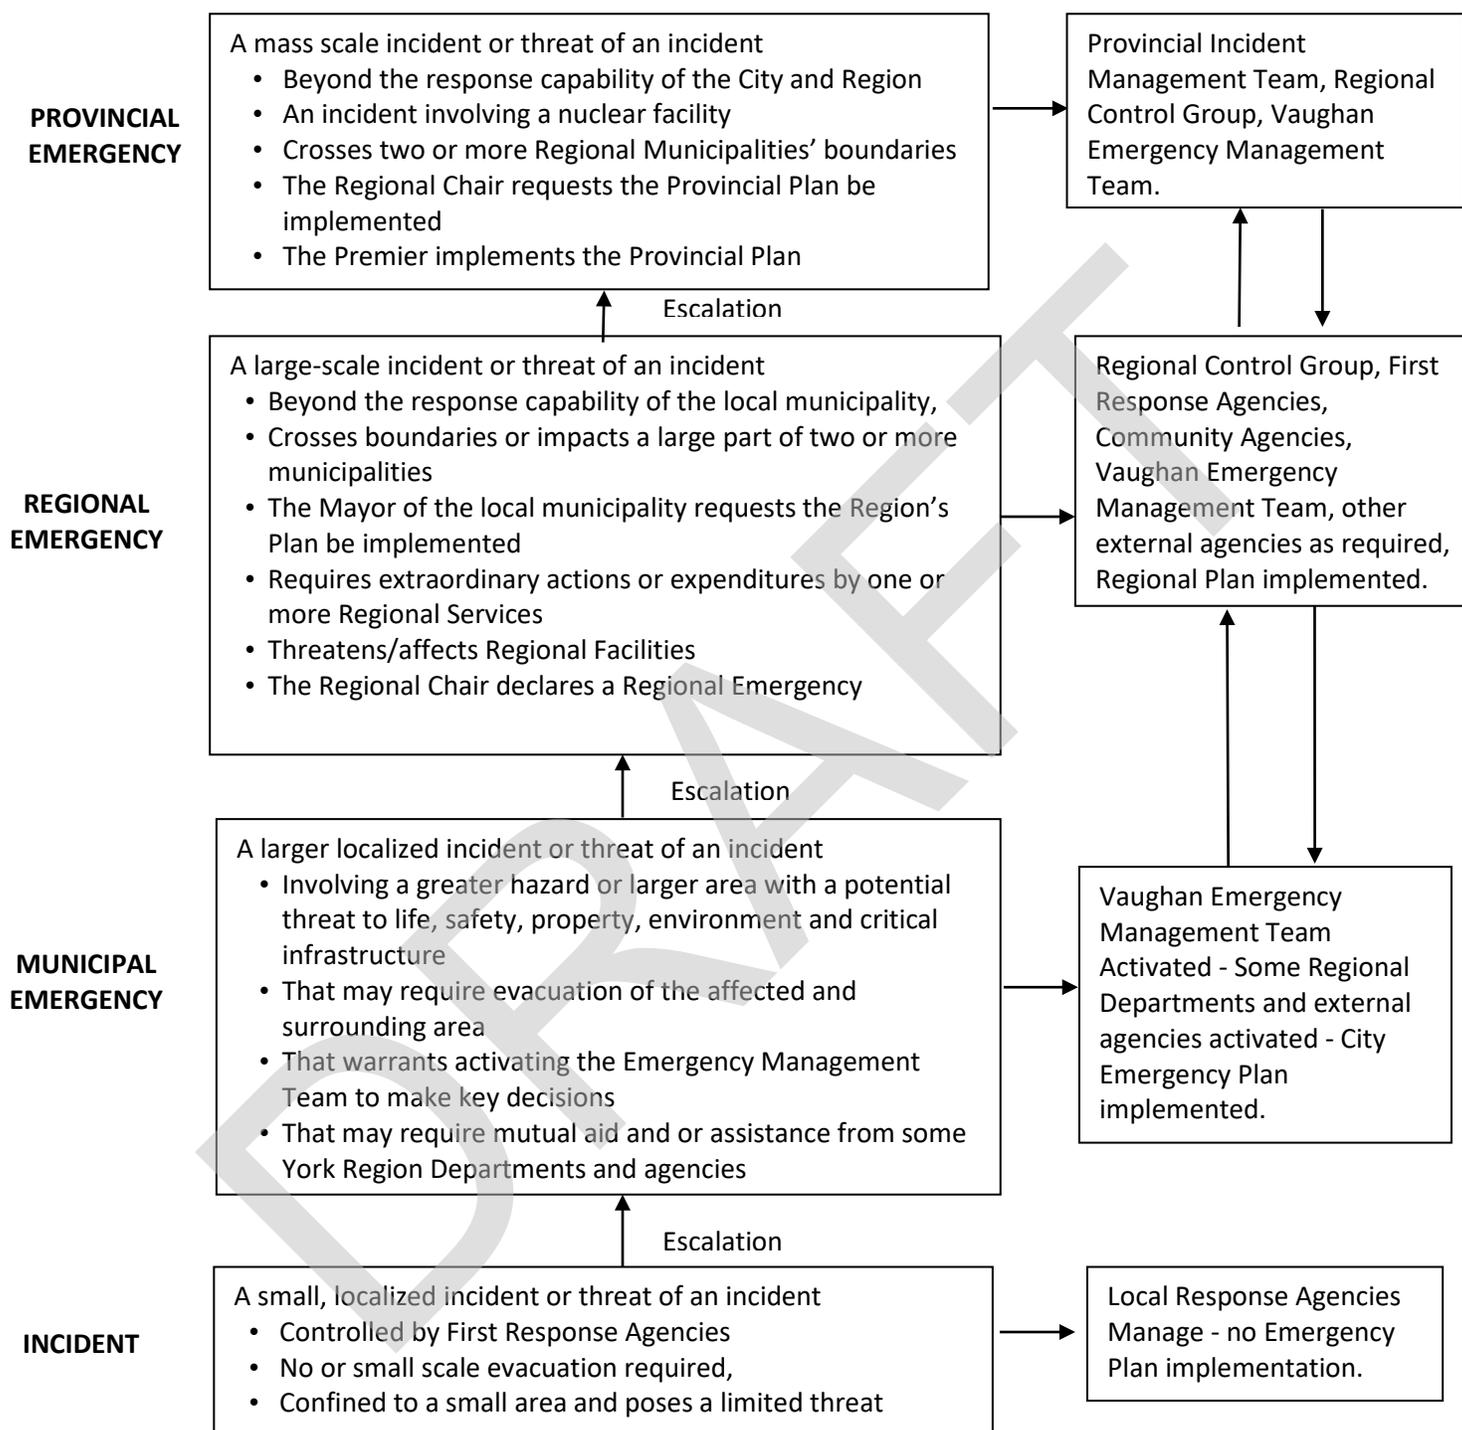 PROVINCIAL
EMERGENCY
A mass scale incident or threat of an incident
• Beyond the response capability of the City and Region
• An incident involving a nuclear facility
• Crosses two or more Regional Municipalities’ boundaries
• The Regional Chair requests the Provincial Plan be
implemented
• The Premier implements the Provincial Plan
Provincial Incident
Management Team, Regional
Control Group, Vaughan
Emergency Management
Team.
Escalation
REGIONAL
EMERGENCY
A large-scale incident or threat of an incident
• Beyond the response capability of the local municipality,
• Crosses boundaries or impacts a large part of two or more
municipalities
• The Mayor of the local municipality requests the Region’s
Plan be implemented
• Requires extraordinary actions or expenditures by one or
more Regional Services
• Threatens/affects Regional Facilities
• The Regional Chair declares a Regional Emergency
Regional Control Group, First
Response Agencies,
Community Agencies,
Vaughan Emergency
Management Team, other
external agencies as required,
Regional Plan implemented.
Escalation
MUNICIPAL
EMERGENCY
A larger localized incident or threat of an incident
• Involving a greater hazard or larger area with a potential
threat to life, safety, property, environment and critical
infrastructure
• That may require evacuation of the affected and
surrounding area
• That warrants activating the Emergency Management
Team to make key decisions
• That may require mutual aid and or assistance from some
York Region Departments and agencies
Vaughan Emergency
Management Team
Activated - Some Regional
Departments and external
agencies activated - City
Emergency Plan
implemented.
Escalation
INCIDENT
A small, localized incident or threat of an incident
• Controlled by First Response Agencies
• No or small scale evacuation required,
• Confined to a small area and poses a limited threat
Local Response Agencies
Manage - no Emergency
Plan implementation.
DRAFT